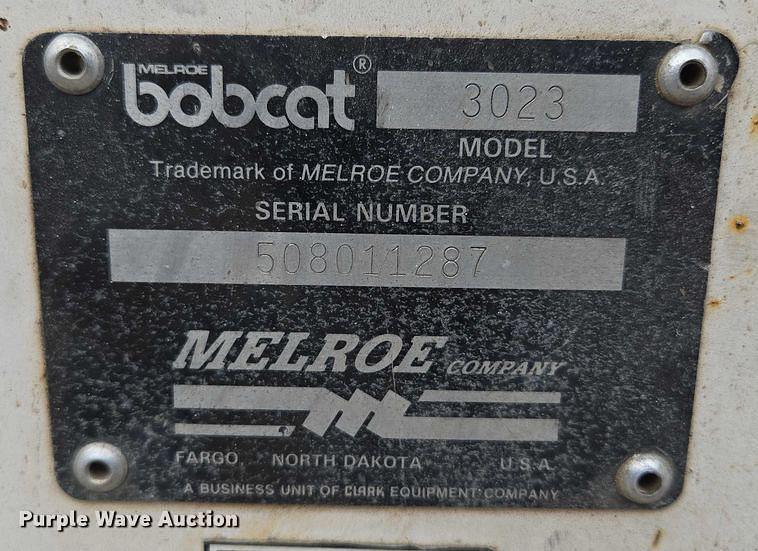 MELROE
bobcat® 3023
MODEL
Trademark of MELROE COMPANY, U.S.A.
SERIAL NUMBER
508011287
MELROE COMPANY
FARGO, NORTH DAKOTA U.S.A.
A BUSINESS UNIT OF CLARK EQUIPMENT COMPANY
Purple Wave Auction